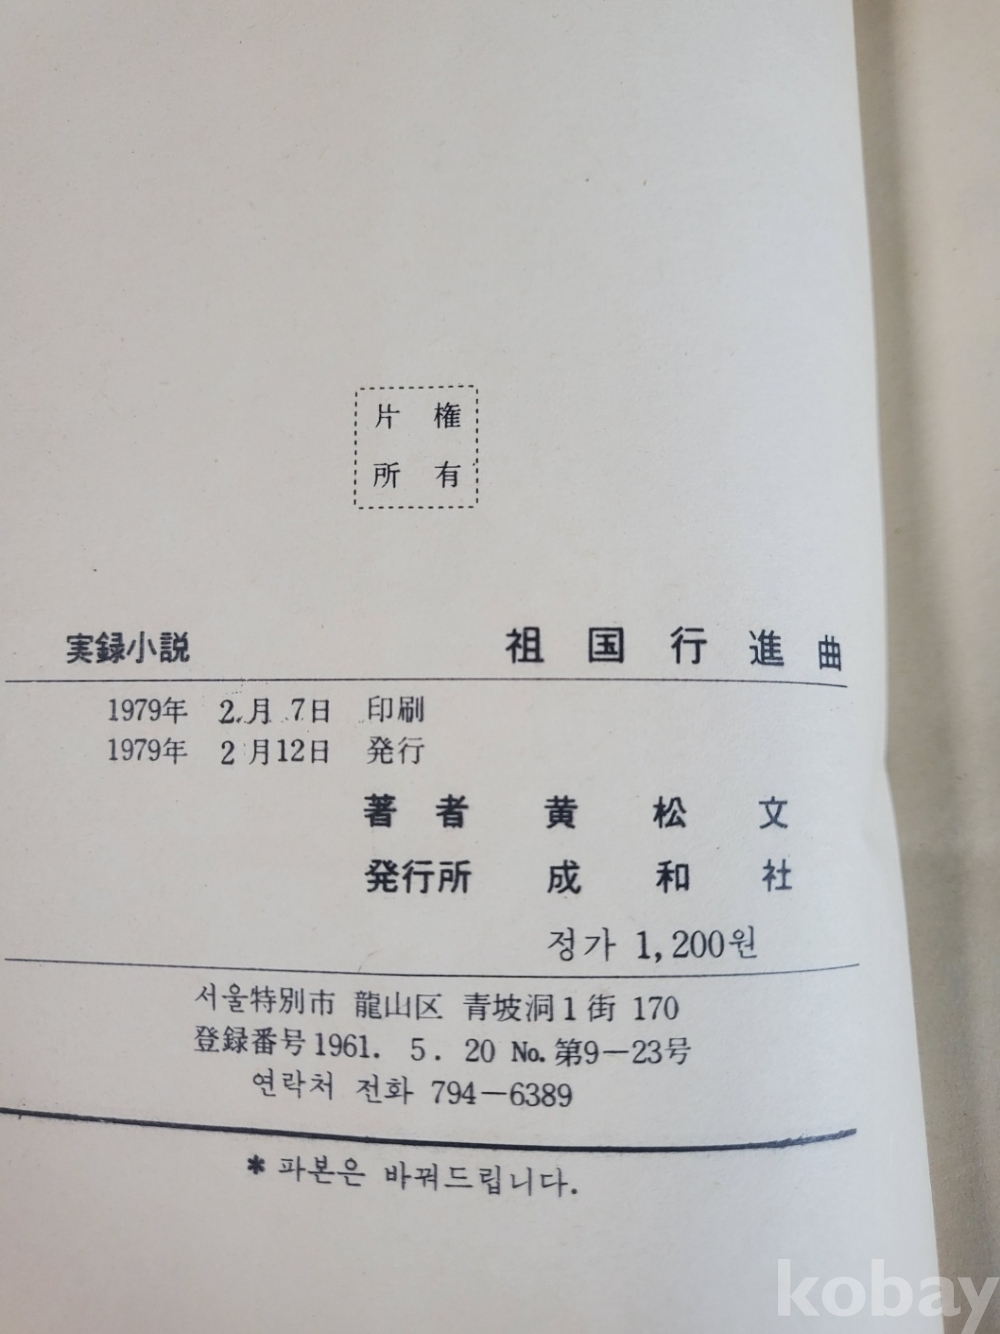 片 権
所 有
実録小説 祖国行進曲
1979年 2月 7日 印刷
1979年 2月12日 発行
著者 黄松文
発行所 成和社
정가 1,200원
서울特別市 龍山区 青坡洞1街 170
登録番号1961. 5. 20 No. 第9-23号
연락처 전화 794-6389
* 파본은 바꿔드립니다.
kobay